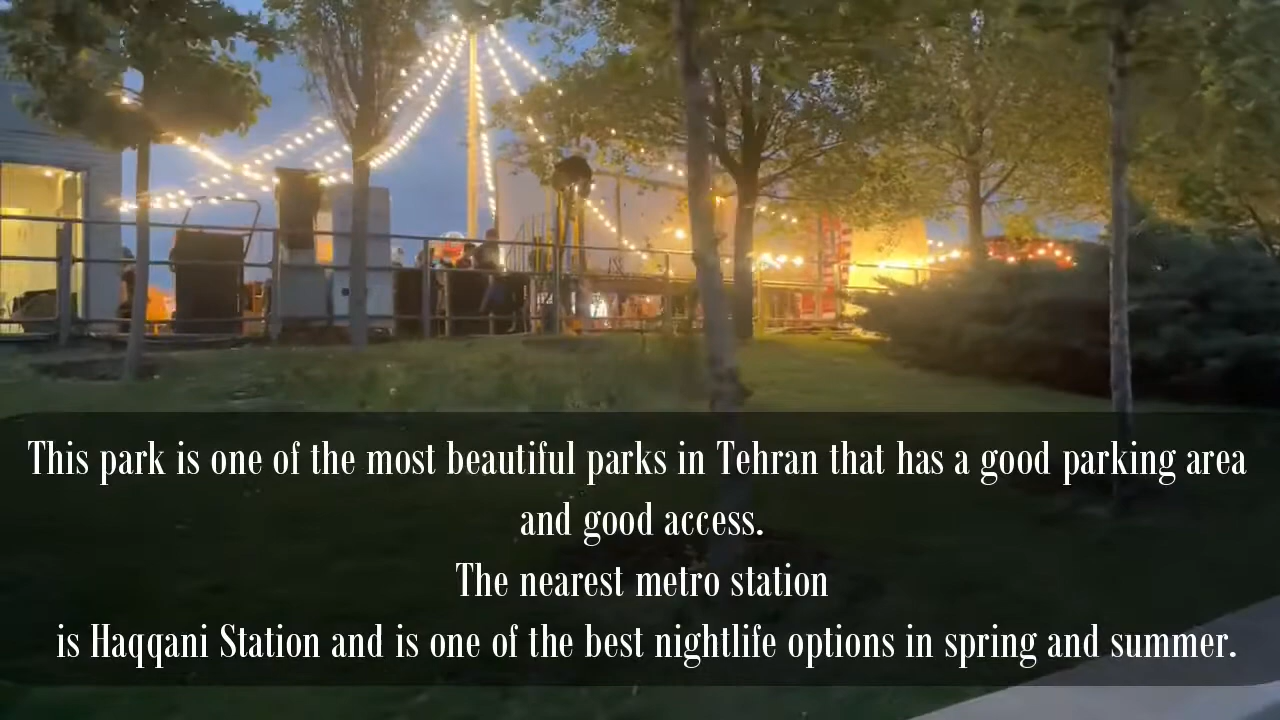 This park is one of the most beautiful parks in Tehran that has a good parking area
and good access.
The nearest metro station
is Haqqani Station and is one of the best nightlife options in spring and summer.